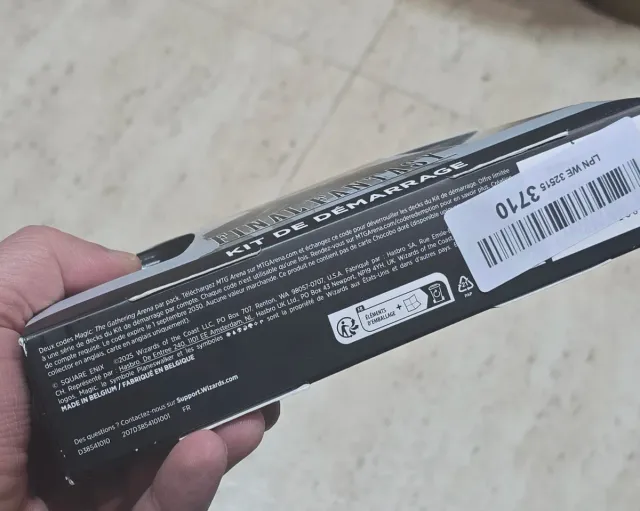 FINAL FANTASY
KIT DE DÉMARRAGE
Deux codes Magic: The Gathering Arena par pack. Téléchargez MTG Arena sur MTGArena.com et échangez ce code pour déverrouiller les decks du Kit de démarrage. Offre limitée
à une série de decks du Kit de démarrage par compte. Chaque code n'est utilisable qu'une fois. Rendez-vous sur MTGArena.com/coderedemption pour en savoir plus. Création
de compte requise. Le code expire le 1 septembre 2030. Aucune valeur marchande. Ce produit ne contient pas de carte Chocobo doré (disponible
collector en anglais, carte en anglais uniquement).
© SQUARE ENIX ©2025 Wizards of the Coast LLC, PO Box 707, Renton, WA 98057-0107, U.S.A. Fabriqué par : Hasbro SA, Rue Emile
CH. Représenté par : Hasbro, De Entree 240, 1101 EE Amsterdam, NL. Hasbro UK Ltd., PO Box 43 Newport, NP19 4YH, UK. Wizards of the Coast
logos, Magic, le symbole Planeswalker et les symboles sont la propriété de Wizards aux États-Unis et dans d'autres pays.
MADE IN BELGIUM / FABRIQUÉ EN BELGIQUE
FR
ÉLÉMENTS
D'EMBALLAGE
PAP
Des questions ? Contactez-nous sur Support.Wizards.com
D38541010 207D3854101001 FR
LPN WE 32515 3710